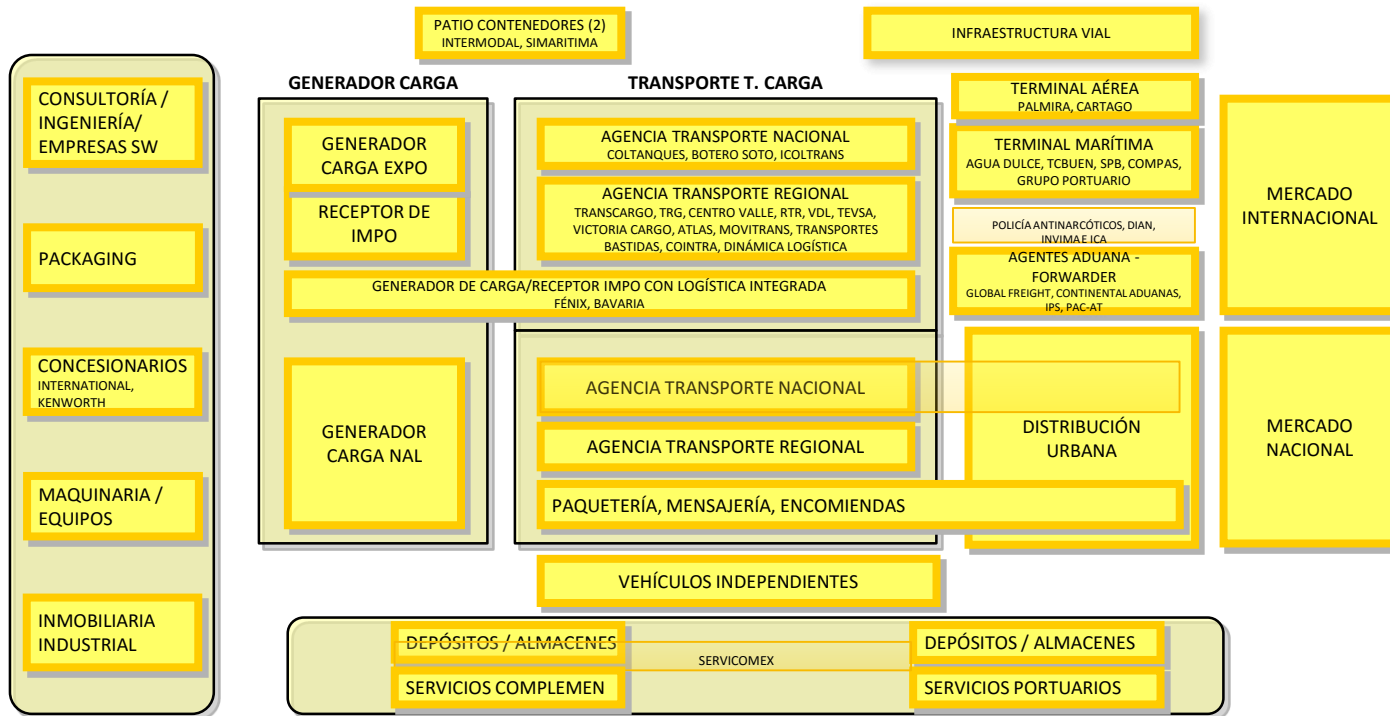 PATIO CONTENEDORES (2)
INTERMODAL, SIMARITIMA
INFRAESTRUCTURA VIAL
CONSULTORÍA /
INGENIERÍA/
EMPRESAS SW
PACKAGING
CONCESIONARIOS
INTERNATIONAL,
KENWORTH
MAQUINARIA /
EQUIPOS
INMOBILIARIA
INDUSTRIAL
GENERADOR CARGA
GENERADOR
CARGA EXPO
RECEPTOR DE
IMPO
TRANSPORTE T. CARGA
AGENCIA TRANSPORTE NACIONAL
COLTANQUES, BOTERO SOTO, ICOLTRANS
AGENCIA TRANSPORTE REGIONAL
TRANSCARGO, TRG, CENTRO VALLE, RTR, VDL, TEVSA,
VICTORIA CARGO, ATLAS, MOVITRANS, TRANSPORTES
BASTIDAS, COINTRA, DINÁMICA LOGÍSTICA
GENERADOR DE CARGA/RECEPTOR IMPO CON LOGÍSTICA INTEGRADA
FÉNIX, BAVARIA
TERMINAL AÉREA
PALMIRA, CARTAGO
TERMINAL MARÍTIMA
AGUA DULCE, TCBUEN, SPB, COMPAS,
GRUPO PORTUARIO
POLICÍA ANTINARCÓTICOS, DIAN,
INVIMA E ICA
AGENTES ADUANA -
FORWARDER
GLOBAL FREIGHT, CONTINENTAL ADUANAS,
IPS, PAC-AT
MERCADO
INTERNACIONAL
GENERADOR
CARGA NAL
AGENCIA TRANSPORTE NACIONAL
AGENCIA TRANSPORTE REGIONAL
PAQUETERÍA, MENSAJERÍA, ENCOMIENDAS
DISTRIBUCIÓN
URBANA
MERCADO
NACIONAL
VEHÍCULOS INDEPENDIENTES
DEPÓSITOS / ALMACENES
SERVICOMEX
DEPÓSITOS / ALMACENES
SERVICIOS COMPLEMEN
SERVICIOS PORTUARIOS